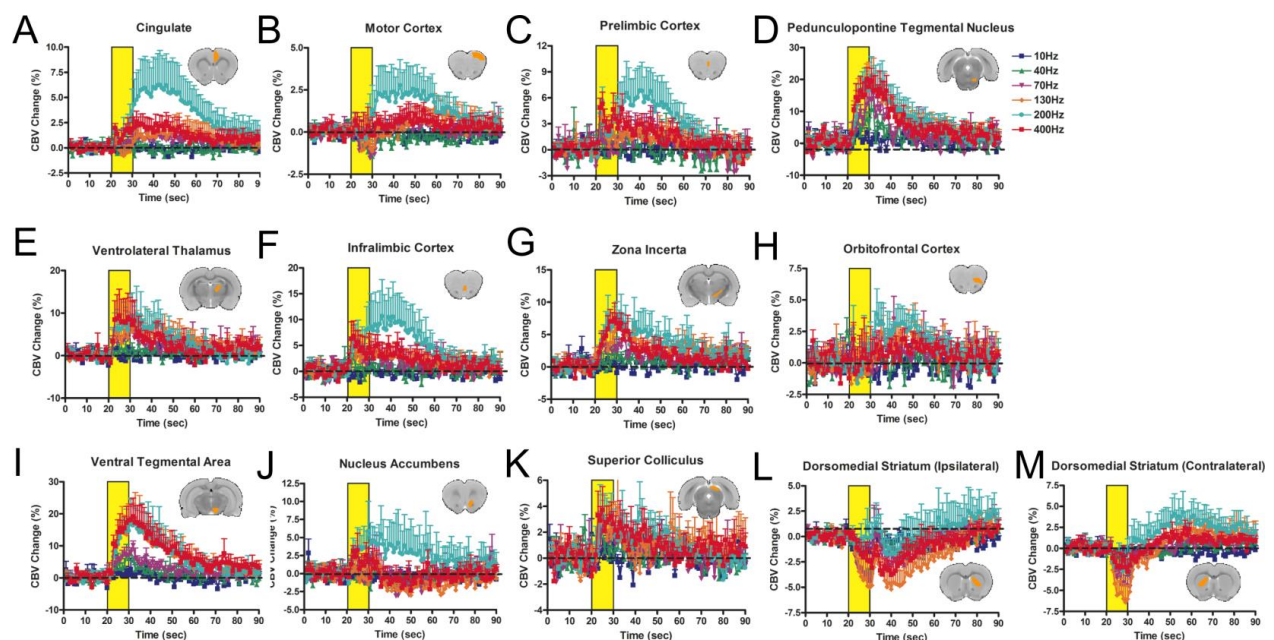 A
Cingulate
CBV Change (%)
10.0
7.5
5.0
2.5
0.0
-2.5
0 10 20 30 40 50 60 70 80 9
Time (sec)
B
Motor Cortex
CBV Change (%)
5.0
2.5
0.0
-2.5
0 10 20 30 40 50 60 70 80 90
Time (sec)
C
Prelimbic Cortex
CBV Change (%)
12
9
6
3
0
-3
0 10 20 30 40 50 60 70 80 90
Time (sec)
D
Pedunculopontine Tegmental Nucleus
CBV Change (%)
30
20
10
0
-10
0 10 20 30 40 50 60 70 80 90
Time (sec)
10Hz
40Hz
70Hz
130Hz
200Hz
400Hz
E
Ventrolateral Thalamus
CBV Change (%)
20
10
0
-10
0 10 20 30 40 50 60 70 80 90
Time (sec)
F
Infralimbic Cortex
CBV Change (%)
20
15
10
5
0
-5
0 10 20 30 40 50 60 70 80 90
Time (sec)
G
Zona Incerta
CBV Change (%)
15
10
5
0
-5
0 10 20 30 40 50 60 70 80 90
Time (sec)
H
Orbitofrontal Cortex
CBV Change (%)
7.5
5.0
2.5
0.0
-2.5
0 10 20 30 40 50 60 70 80 90
Time (sec)
I
Ventral Tegmental Area
CBV Change (%)
30
20
10
0
-10
0 10 20 30 40 50 60 70 80 90
Time (sec)
J
Nucleus Accumbens
Change (%)
12.5
10.0
7.5
5.0
2.5
0.0
-2.5
-5.0
0 10 20 30 40 50 60 70 80 90
Time (sec)
K
Superior Colliculus
CBV Change (%)
6
4
2
0
-2
-4
0 10 20 30 40 50 60 70 80 90
Time (sec)
L
Dorsomedial Striatum (Ipsilateral)
CBV Change (%)
5.0
2.5
0.0
-2.5
-5.0
-7.5
0 10 20 30 40 50 60 70 80 90
Time (sec)
M
Dorsomedial Striatum (Contralateral)
CBV Change (%)
7.5
5.0
2.5
0.0
-2.5
-5.0
-7.5
0 10 20 30 40 50 60 70 80 90
Time (sec)